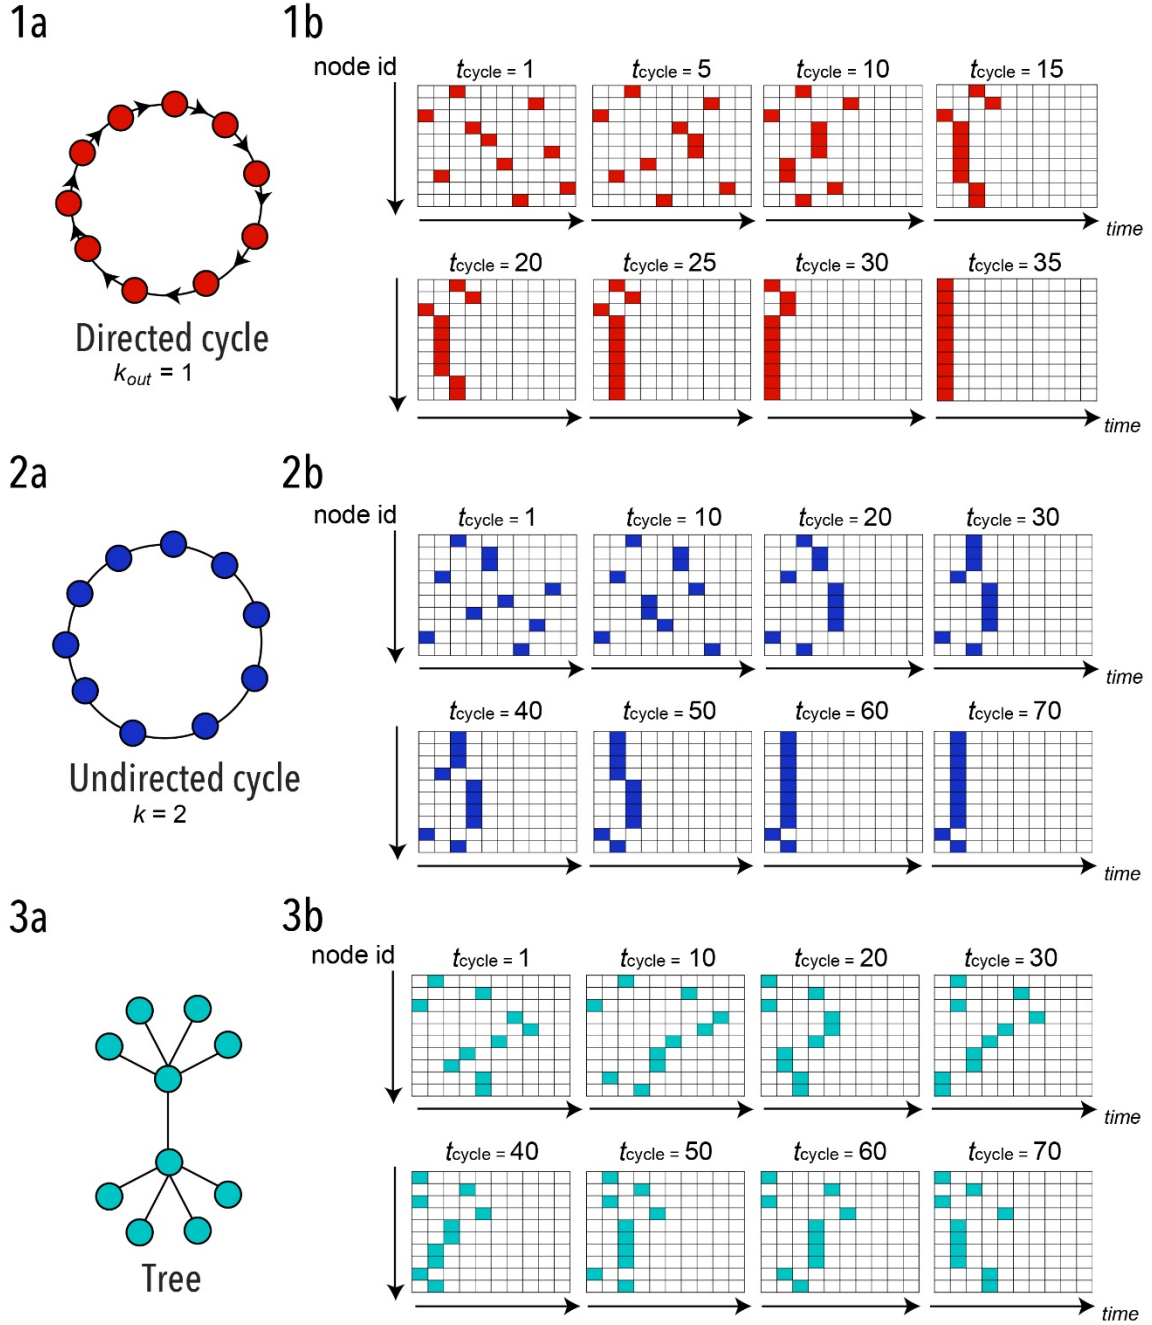 1a
1b
node id
tcycle = 1
tcycle = 5
tcycle = 10
tcycle = 15
time
tcycle = 20
tcycle = 25
tcycle = 30
tcycle = 35
time
Directed cycle
kout = 1
2a
2b
node id
tcycle = 1
tcycle = 10
tcycle = 20
tcycle = 30
time
tcycle = 40
tcycle = 50
tcycle = 60
tcycle = 70
time
Undirected cycle
k = 2
3a
3b
node id
tcycle = 1
tcycle = 10
tcycle = 20
tcycle = 30
time
tcycle = 40
tcycle = 50
tcycle = 60
tcycle = 70
time
Tree